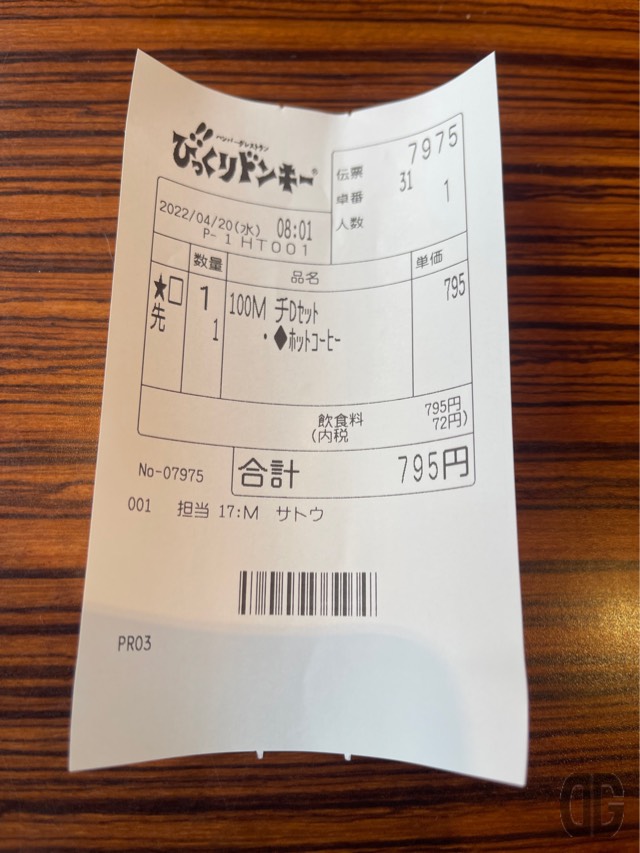 ハンバーグレストラン
びっくりドンキー
伝票 7975
卓番 31
人数 1
2022/04/20(水) 08:01
P- 1 HT001
数量 品名 単価
★□ 1 100M チDセット 795
先 1 ・◆ホットコーヒー
飲食料 795円
(内税 72円)
No-07975 合計 795円
001 担当 17:M サトウ
PR03
DG